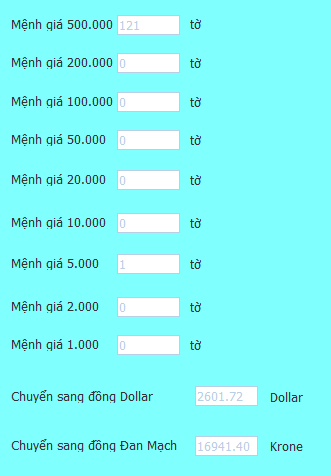 Mệnh giá 500.000 121 tờ
Mệnh giá 200.000 0 tờ
Mệnh giá 100.000 0 tờ
Mệnh giá 50.000 0 tờ
Mệnh giá 20.000 0 tờ
Mệnh giá 10.000 0 tờ
Mệnh giá 5.000 1 tờ
Mệnh giá 2.000 0 tờ
Mệnh giá 1.000 0 tờ
Chuyển sang đồng Dollar 2601.72 Dollar
Chuyển sang đồng Đan Mạch 16941.40 Krone